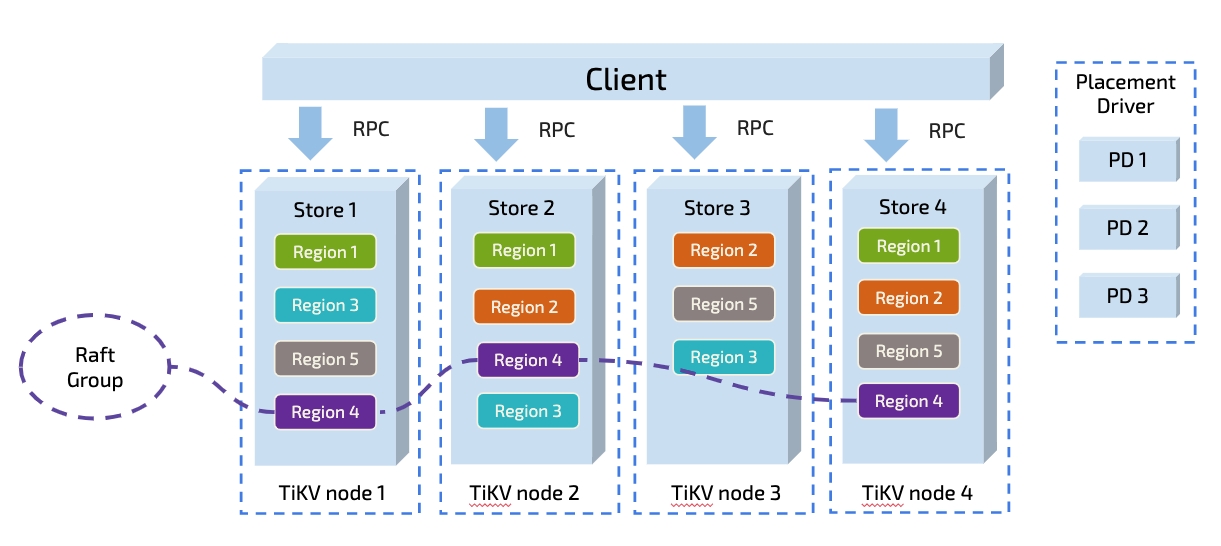 Client
Placement
Driver
RPC
RPC
RPC
RPC
PD 1
PD 2
PD 3
Store 1
Region 1
Region 3
Region 5
Region 4
TiKV node 1
Store 2
Region 1
Region 2
Region 4
Region 3
TiKV node 2
Store 3
Region 2
Region 5
Region 3
TiKV node 3
Store 4
Region 1
Region 2
Region 5
Region 4
TiKV node 4
Raft
Group